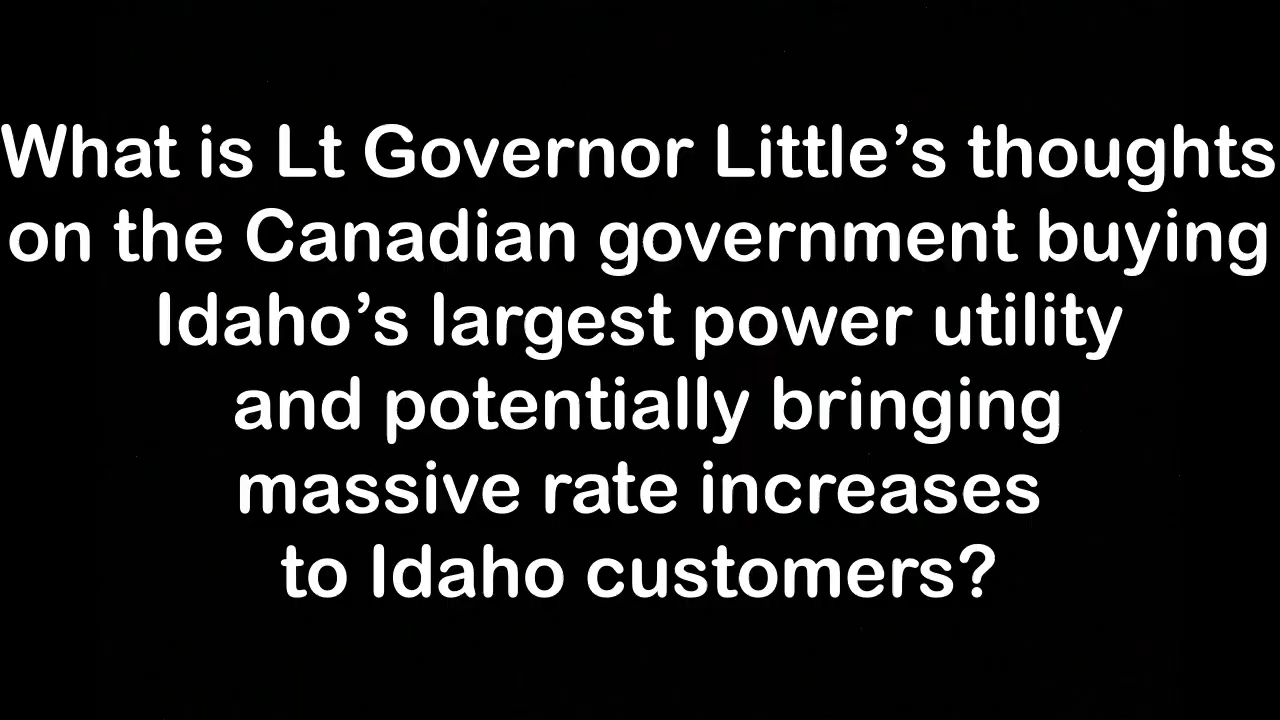 What is Lt Governor Little’s thoughts
on the Canadian government buying
Idaho’s largest power utility
and potentially bringing
massive rate increases
to Idaho customers?